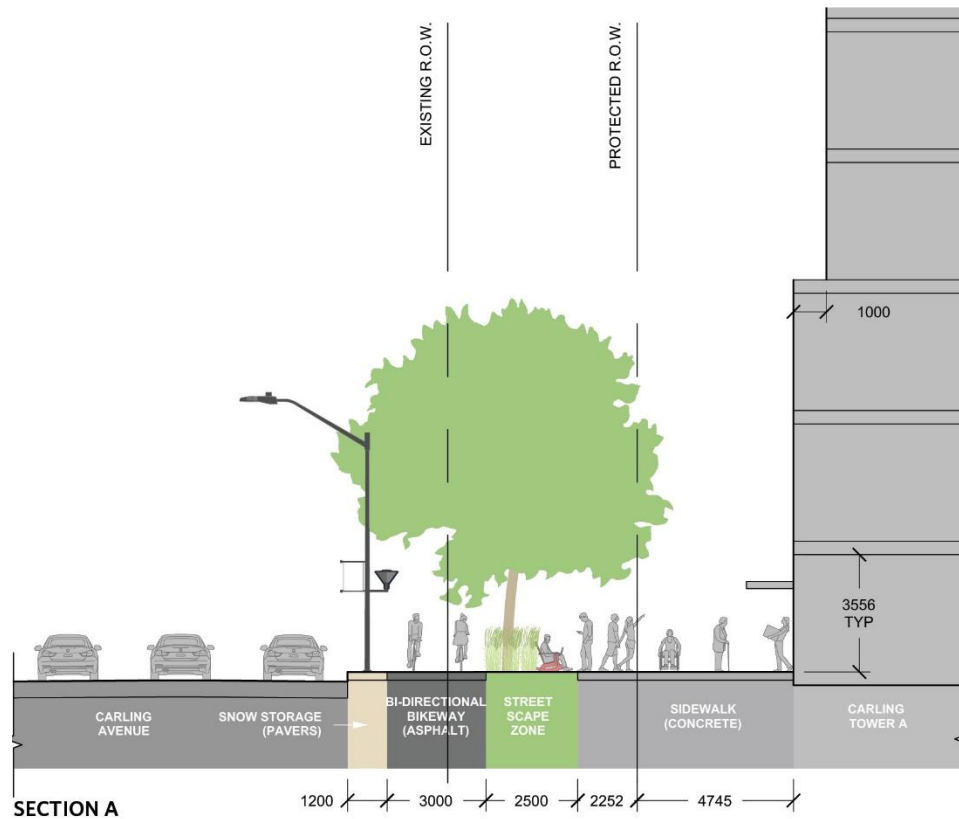 EXISTING R.O.W.
PROTECTED R.O.W.
1000
3556
TYP
CARLING
AVENUE
SNOW STORAGE
(PAVERS)
BI-DIRECTIONAL
BIKEWAY
(ASPHALT)
STREET
SCAPE
ZONE
SIDEWALK
(CONCRETE)
CARLING
TOWER A
1200
3000
2500
2252
4745
SECTION A